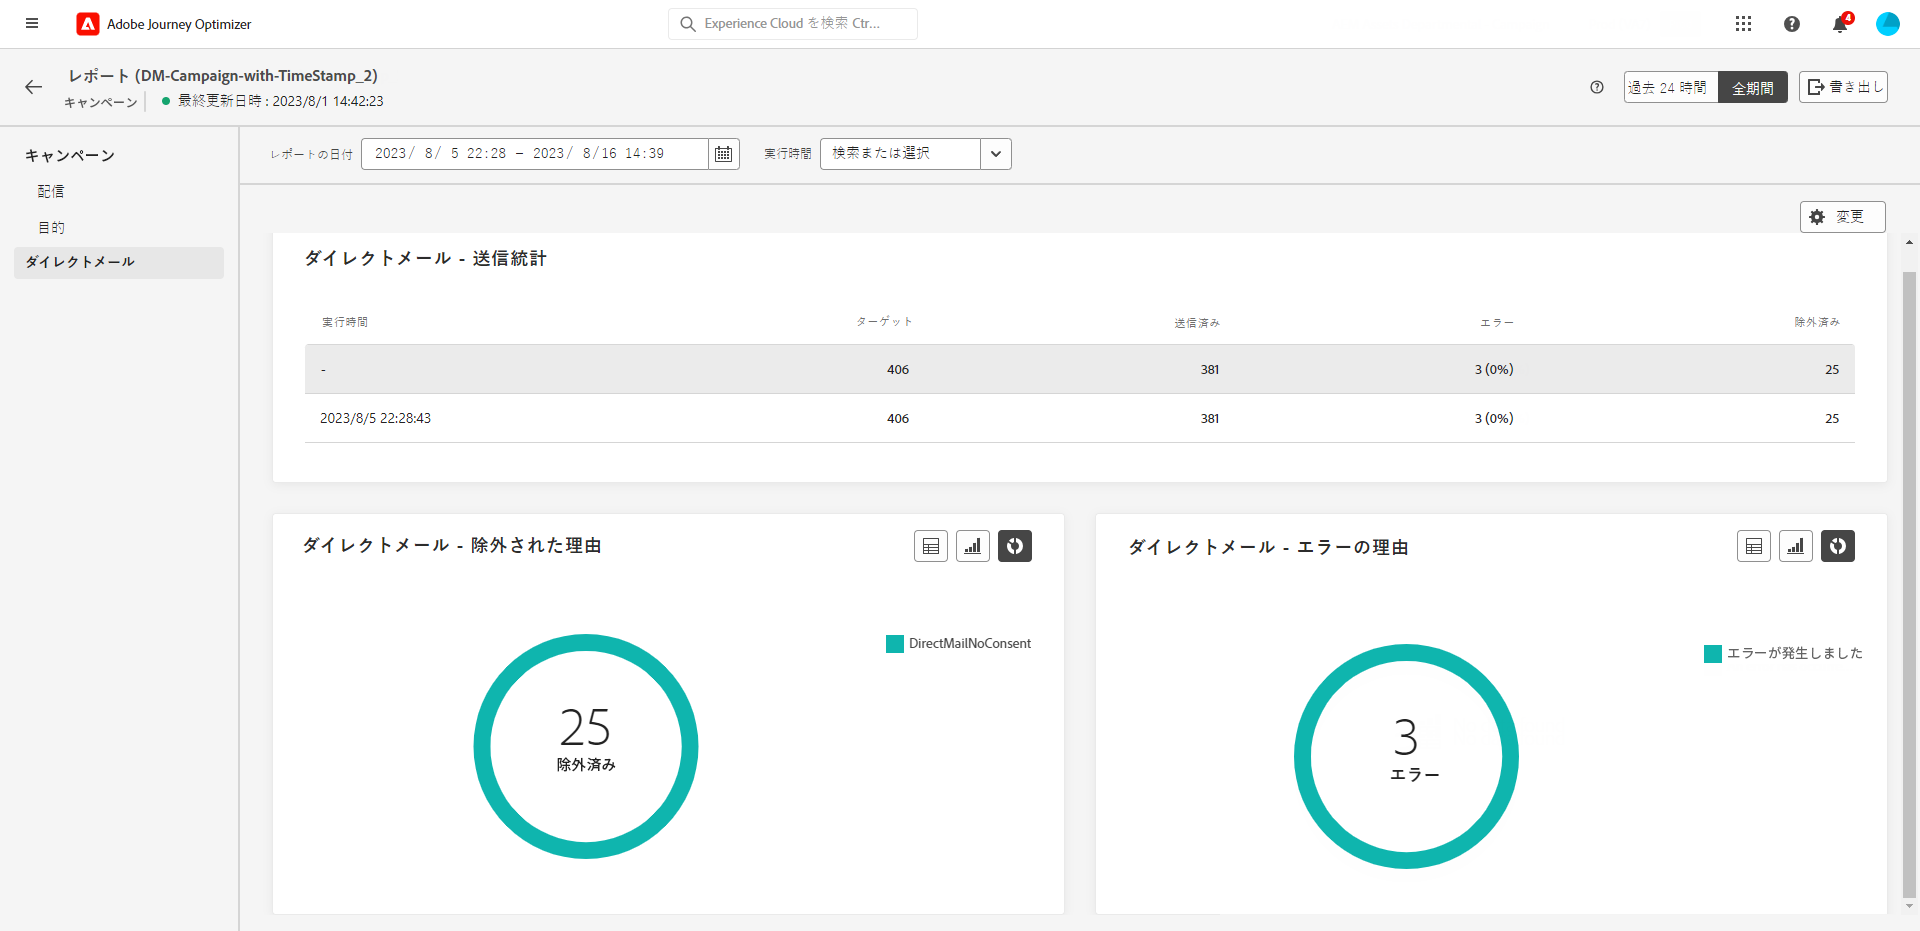 Adobe Journey Optimizer
Experience Cloud を検索 Ctr...
4
レポート (DM-Campaign-with-TimeStamp_2)
キャンペーン
最終更新日時 : 2023/8/1 14:42:23
過去 24 時間
全期間
書き出し
キャンペーン
配信
目的
ダイレクトメール
レポートの日付
2023/ 8/ 5 22:28 – 2023/ 8/16 14:39
実行時間
検索または選択
変更
ダイレクトメール - 送信統計
実行時間 ターゲット 送信済み エラー 除外済み
- 406 381 3 (0%) 25
2023/8/5 22:28:43 406 381 3 (0%) 25
ダイレクトメール - 除外された理由
DirectMailNoConsent
25
除外済み
ダイレクトメール - エラーの理由
エラーが発生しました
3
エラー